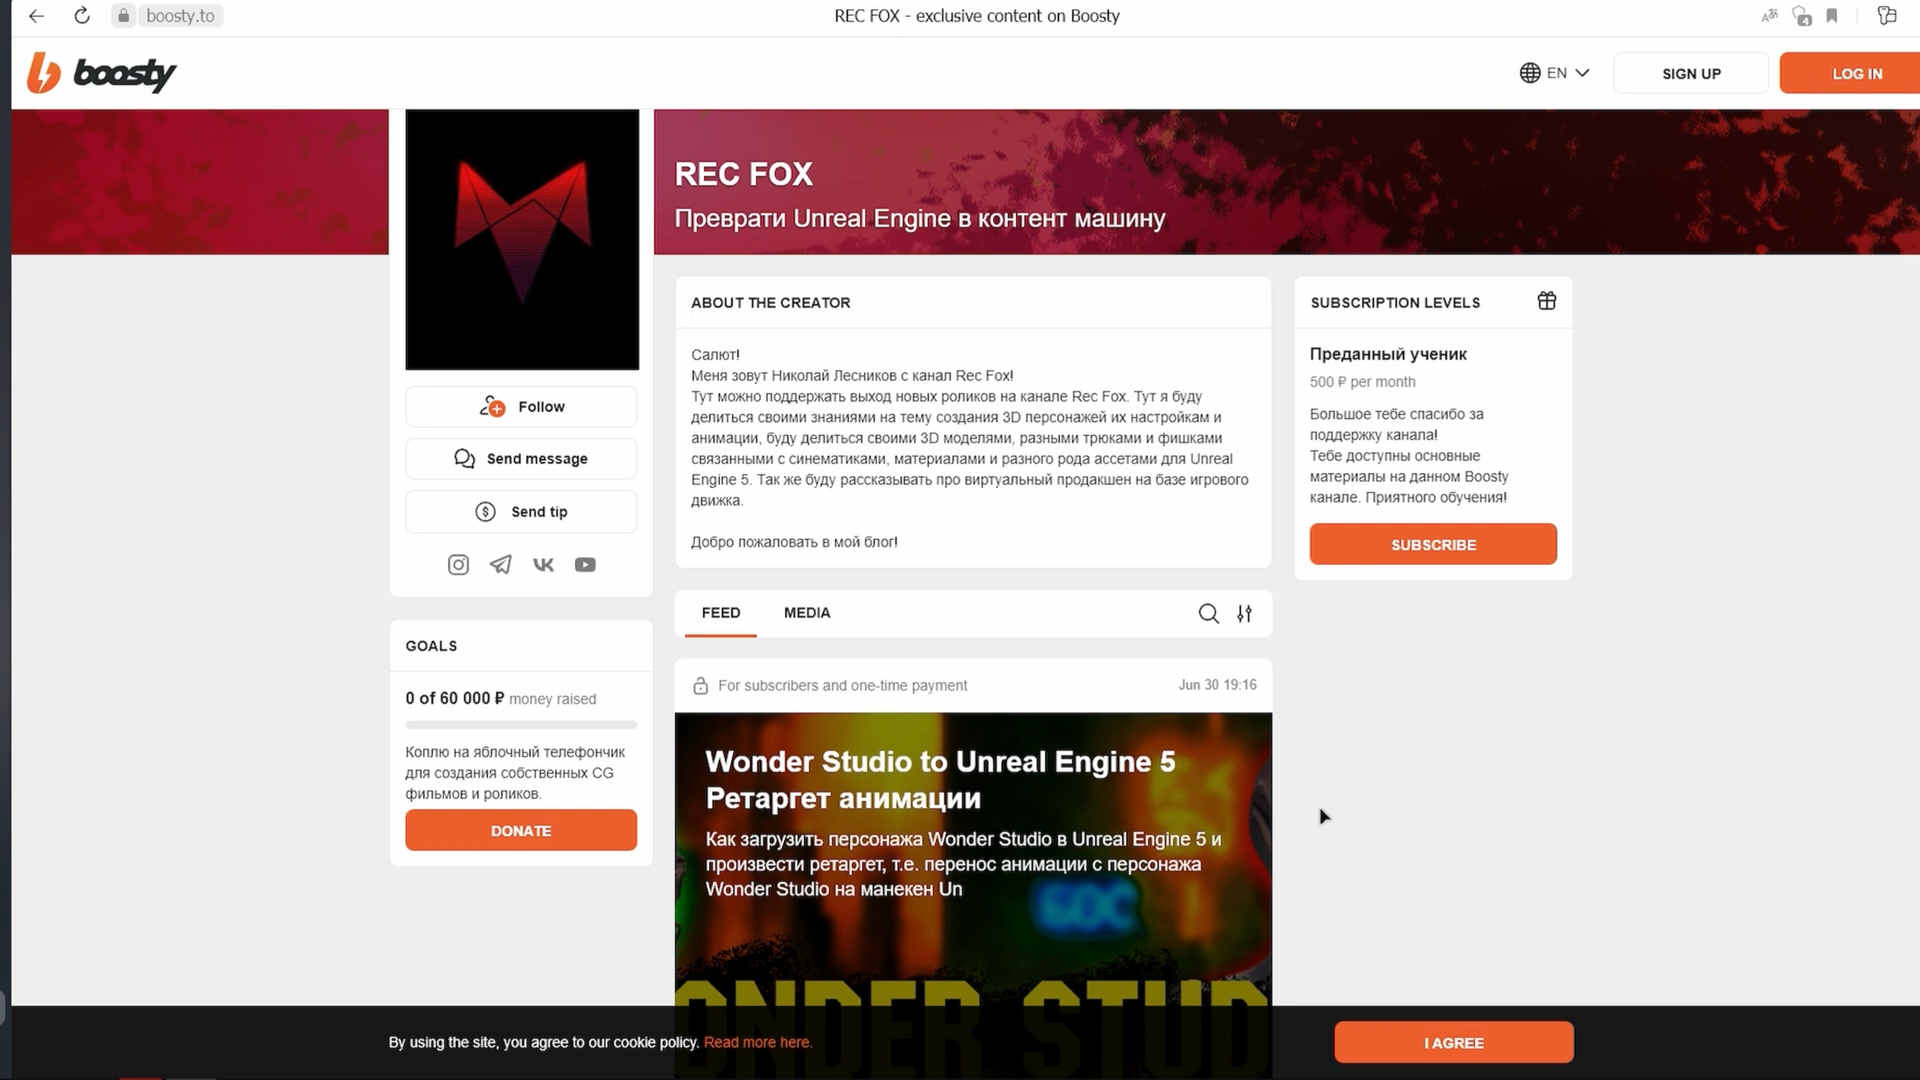 boosty.to
REC FOX - exclusive content on Boosty
4
boosty
EN
SIGN UP
LOG IN
REC FOX
Преврати Unreal Engine в контент машину
Follow
Send message
Send tip
GOALS
0 of 60 000 ₽ money raised
Коплю на яблочный телефончик
для создания собственных CG
фильмов и роликов.
DONATE
ABOUT THE CREATOR
Салют!
Меня зовут Николай Лесников с канал Rec Fox!
Тут можно поддержать выход новых роликов на канале Rec Fox. Тут я буду
делиться своими знаниями на тему создания 3D персонажей их настройкам и
анимации, буду делиться своими 3D моделями, разными трюками и фишками
связанными с синематиками, материалами и разного рода ассетами для Unreal
Engine 5. Так же буду рассказывать про виртуальный продакшен на базе игрового
движка.
Добро пожаловать в мой блог!
FEED
MEDIA
For subscribers and one-time payment
Jun 30 19:16
Wonder Studio to Unreal Engine 5
Ретаргет анимации
Как загрузить персонажа Wonder Studio в Unreal Engine 5 и
произвести ретаргет, т.е. перенос анимации с персонажа
Wonder Studio на манекен Un
БОС
ONDER STUD
SUBSCRIPTION LEVELS
Преданный ученик
500 ₽ per month
Большое тебе спасибо за
поддержку канала!
Тебе доступны основные
материалы на данном Boosty
канале. Приятного обучения!
SUBSCRIBE
By using the site, you agree to our cookie policy. Read more here.
I AGREE